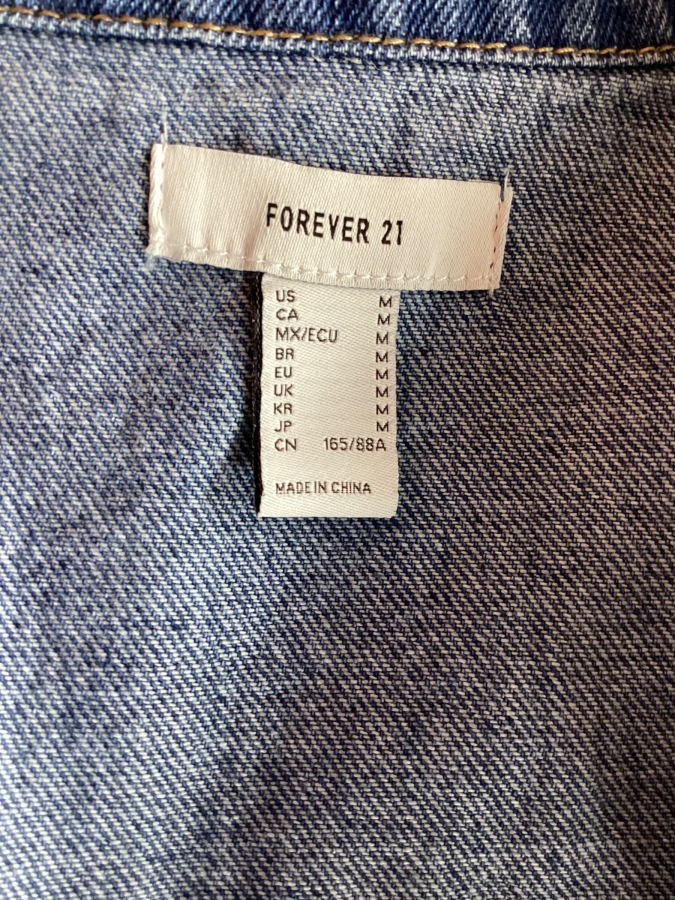 FOREVER 21
US M
CA M
MX/ECU M
BR M
EU M
UK M
KR M
JP M
CN 165/88A
MADE IN CHINA